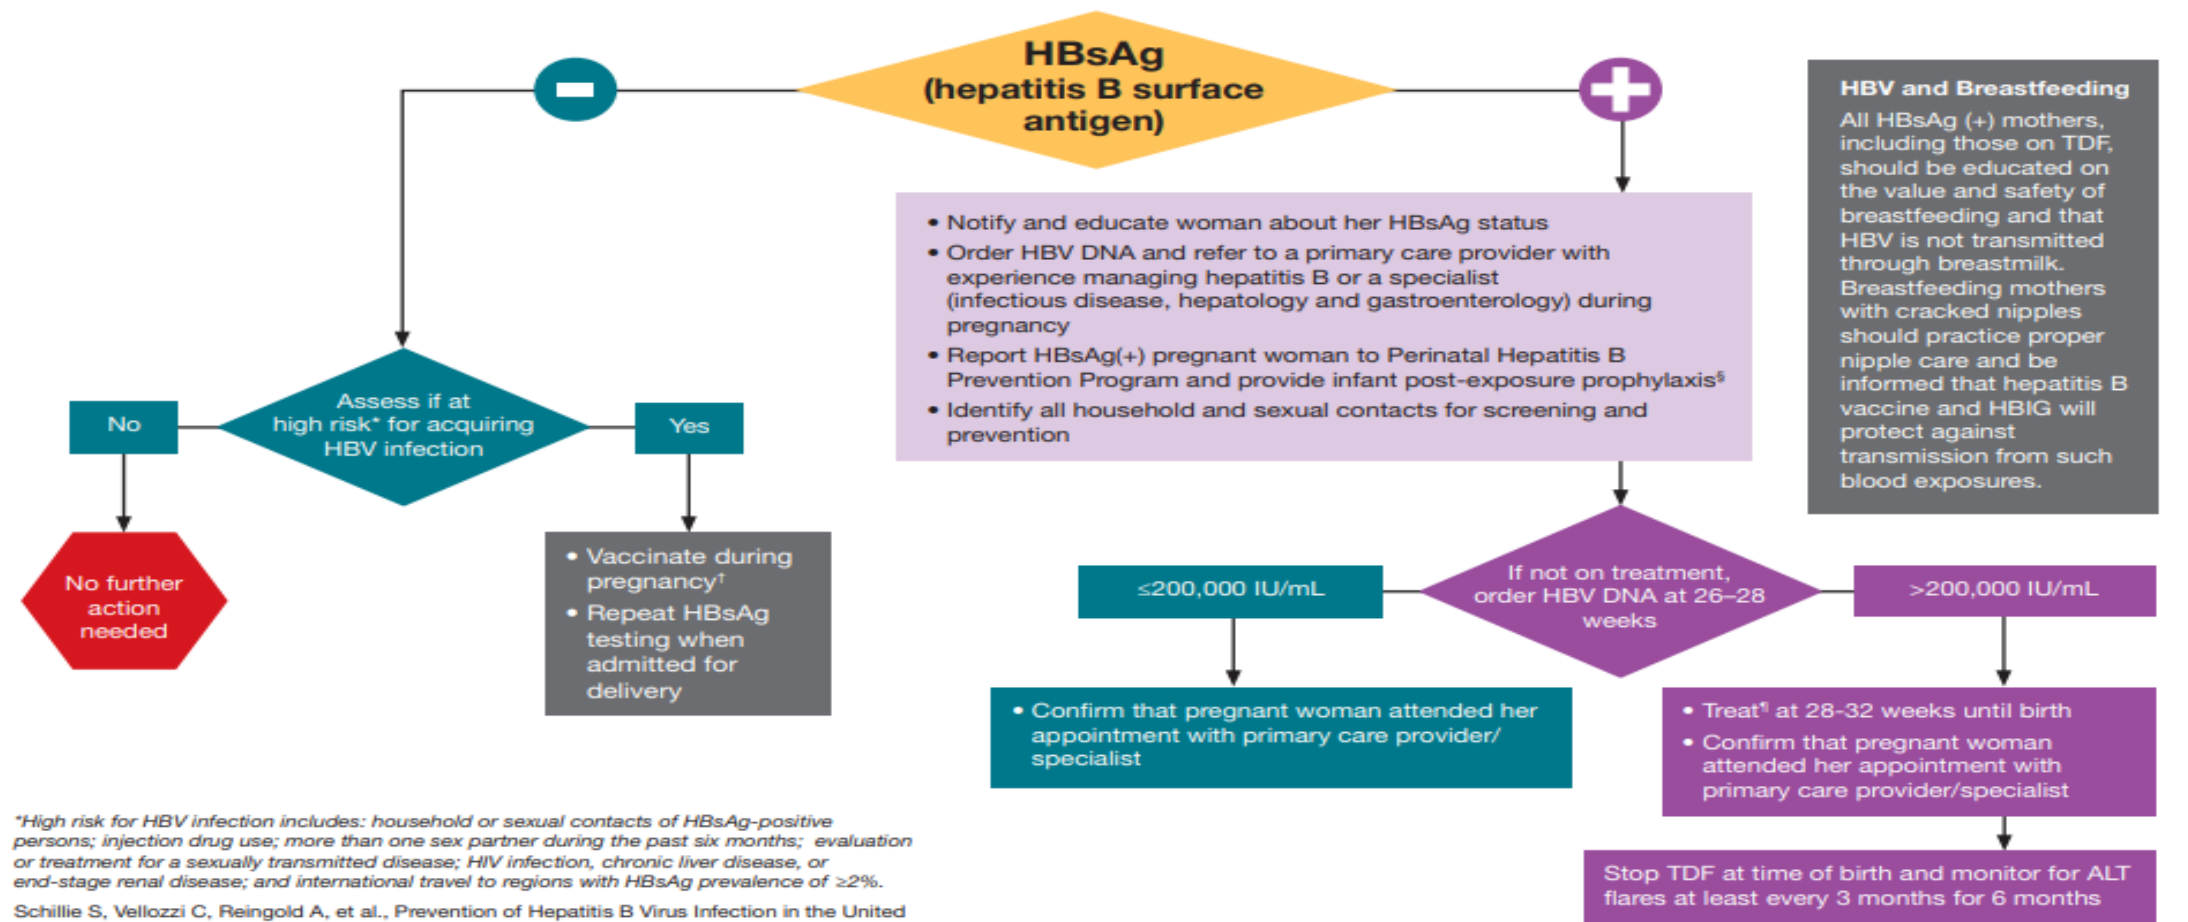 HBsAg
(hepatitis B surface
antigen)
HBV and Breastfeeding
All HBsAg (+) mothers,
including those on TDF,
should be educated on
the value and safety of
breastfeeding and that
HBV is not transmitted
through breastmilk.
Breastfeeding mothers
with cracked nipples
should practice proper
nipple care and be
informed that hepatitis B
vaccine and HBIG will
protect against
transmission from such
blood exposures.
• Notify and educate woman about her HBsAg status
• Order HBV DNA and refer to a primary care provider with
experience managing hepatitis B or a specialist
(infectious disease, hepatology and gastroenterology) during
pregnancy
• Report HBsAg(+) pregnant woman to Perinatal Hepatitis B
Prevention Program and provide infant post-exposure prophylaxis§
• Identify all household and sexual contacts for screening and
prevention
Assess if at
high risk* for acquiring
HBV infection
No
Yes
No further
action
needed
• Vaccinate during
pregnancy†
• Repeat HBsAg
testing when
admitted for
delivery
If not on treatment,
order HBV DNA at 26–28
weeks
≤200,000 IU/mL
>200,000 IU/mL
• Confirm that pregnant woman attended her
appointment with primary care provider/
specialist
• Treat¶ at 28-32 weeks until birth
• Confirm that pregnant woman
attended her appointment with
primary care provider/specialist
Stop TDF at time of birth and monitor for ALT
flares at least every 3 months for 6 months
*High risk for HBV infection includes: household or sexual contacts of HBsAg-positive
persons; injection drug use; more than one sex partner during the past six months; evaluation
or treatment for a sexually transmitted disease; HIV infection, chronic liver disease, or
end-stage renal disease; and international travel to regions with HBsAg prevalence of ≥2%.
Schillie S, Vellozzi C, Reingold A, et al., Prevention of Hepatitis B Virus Infection in the United